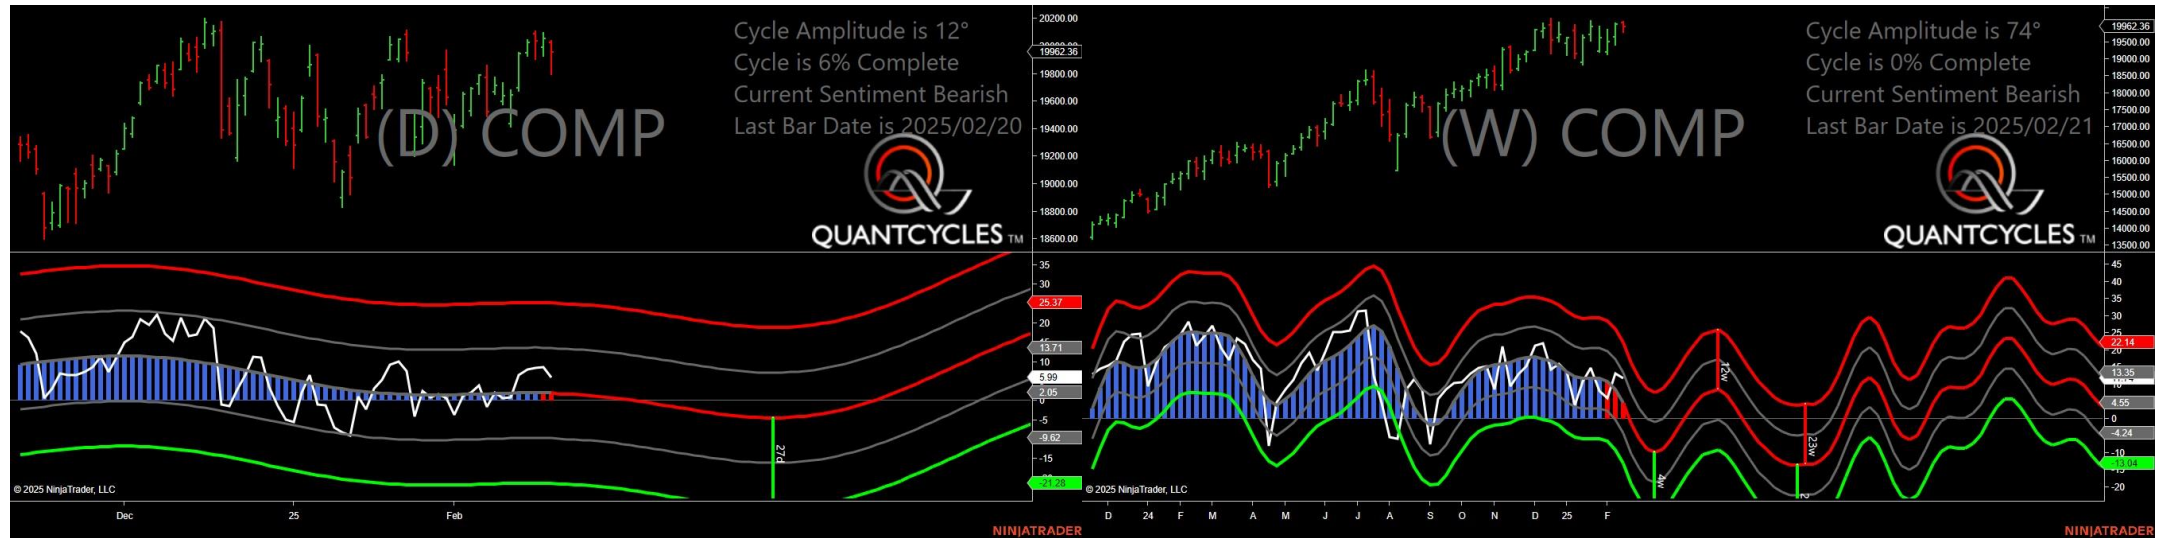 Cycle Amplitude is 12°
Cycle is 6% Complete
Current Sentiment Bearish
Last Bar Date is 2025/02/20
(D) COMP
QUANTCYCLES TM
20200.00
19962.36
19800.00
19600.00
19400.00
19200.00
19000.00
18800.00
18600.00
35
30
25.37
20
13.71
10
5.99
2.05
0
-5
-9.62
-15
-21.28
27d
© 2025 NinjaTrader, LLC
Dec
25
Feb
NINJATRADER
Cycle Amplitude is 74°
Cycle is 0% Complete
Current Sentiment Bearish
Last Bar Date is 2025/02/21
(W) COMP
QUANTCYCLES TM
19962.36
19500.00
19000.00
18500.00
18000.00
17500.00
17000.00
16500.00
16000.00
15500.00
15000.00
14500.00
14000.00
13500.00
45
40
35
30
25
22.14
20
13.35
10
4.55
0
-4.24
-10
-13.04
-20
12w
23w
4w
2
© 2025 NinjaTrader, LLC
D 24 F M A M J J A S O N D 25 F
NINJATRADER